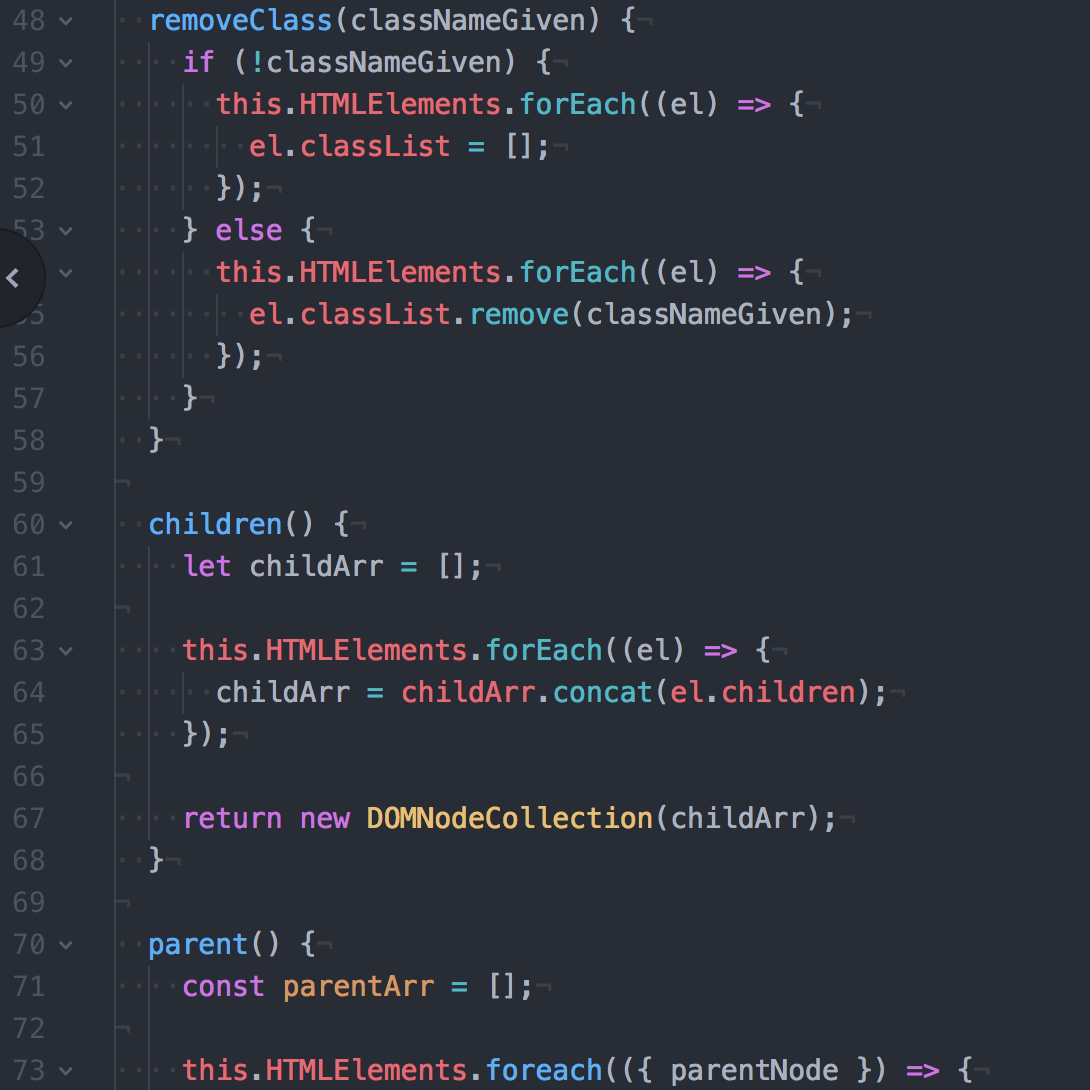 48 removeClass(classNameGiven) {¬
49 if (!classNameGiven) {¬
50 this.HTMLElements.forEach((el) => {¬
51 el.classList = [];¬
52 });¬
53 } else {¬
this.HTMLElements.forEach((el) => {¬
55 el.classList.remove(classNameGiven);¬
56 });¬
57 }¬
58 }¬
59 ¬
60 children() {¬
61 let childArr = [];¬
62 ¬
63 this.HTMLElements.forEach((el) => {¬
64 childArr = childArr.concat(el.children);¬
65 });¬
66 ¬
67 return new DOMNodeCollection(childArr);¬
68 }¬
69 ¬
70 parent() {¬
71 const parentArr = [];¬
72 ¬
73 this.HTMLElements.foreach(({ parentNode }) => {¬